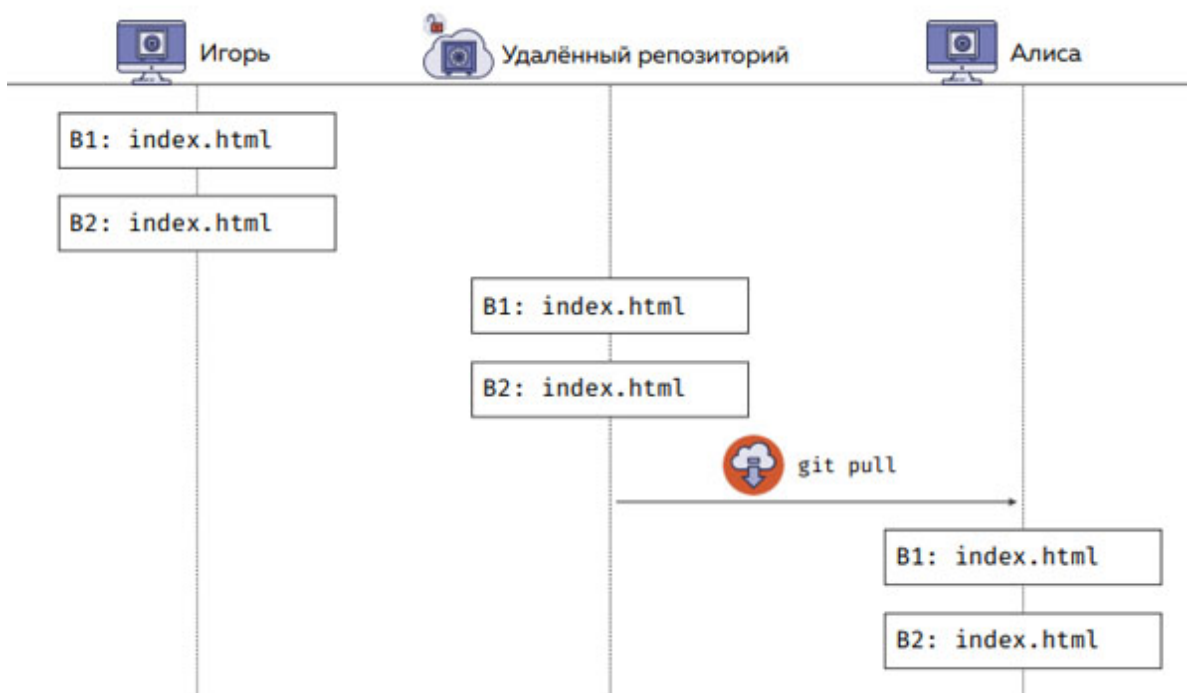 Игорь
Удалённый репозиторий
Алиса
B1: index.html
B2: index.html
B1: index.html
B2: index.html
git pull
B1: index.html
B2: index.html